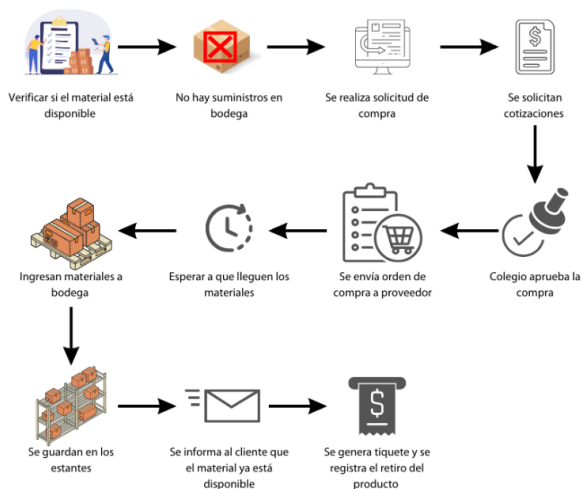 Verificar si el material está
disponible
No hay suministros en
bodega
Se realiza solicitud de
compra
Se solicitan
cotizaciones
Ingresan materiales a
bodega
Esperar a que lleguen los
materiales
Se envía orden de
compra a proveedor
Colegio aprueba la
compra
Se guardan en los
estantes
Se informa al cliente que
el material ya está
disponible
Se genera tiquete y se
registra el retiro del
producto